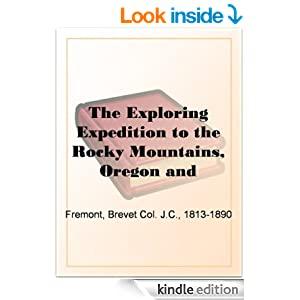 Look inside
The Exploring
Expedition to the
Rocky Mountains,
Oregon and
Fremont, Brevet Col. J.C., 1813-1890
kindle edition